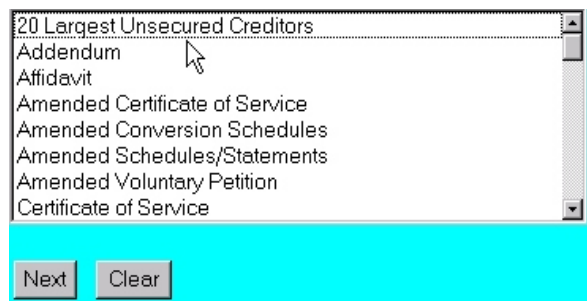 20 Largest Unsecured Creditors
Addendum
Affidavit
Amended Certificate of Service
Amended Conversion Schedules
Amended Schedules/Statements
Amended Voluntary Petition
Certificate of Service
Next Clear